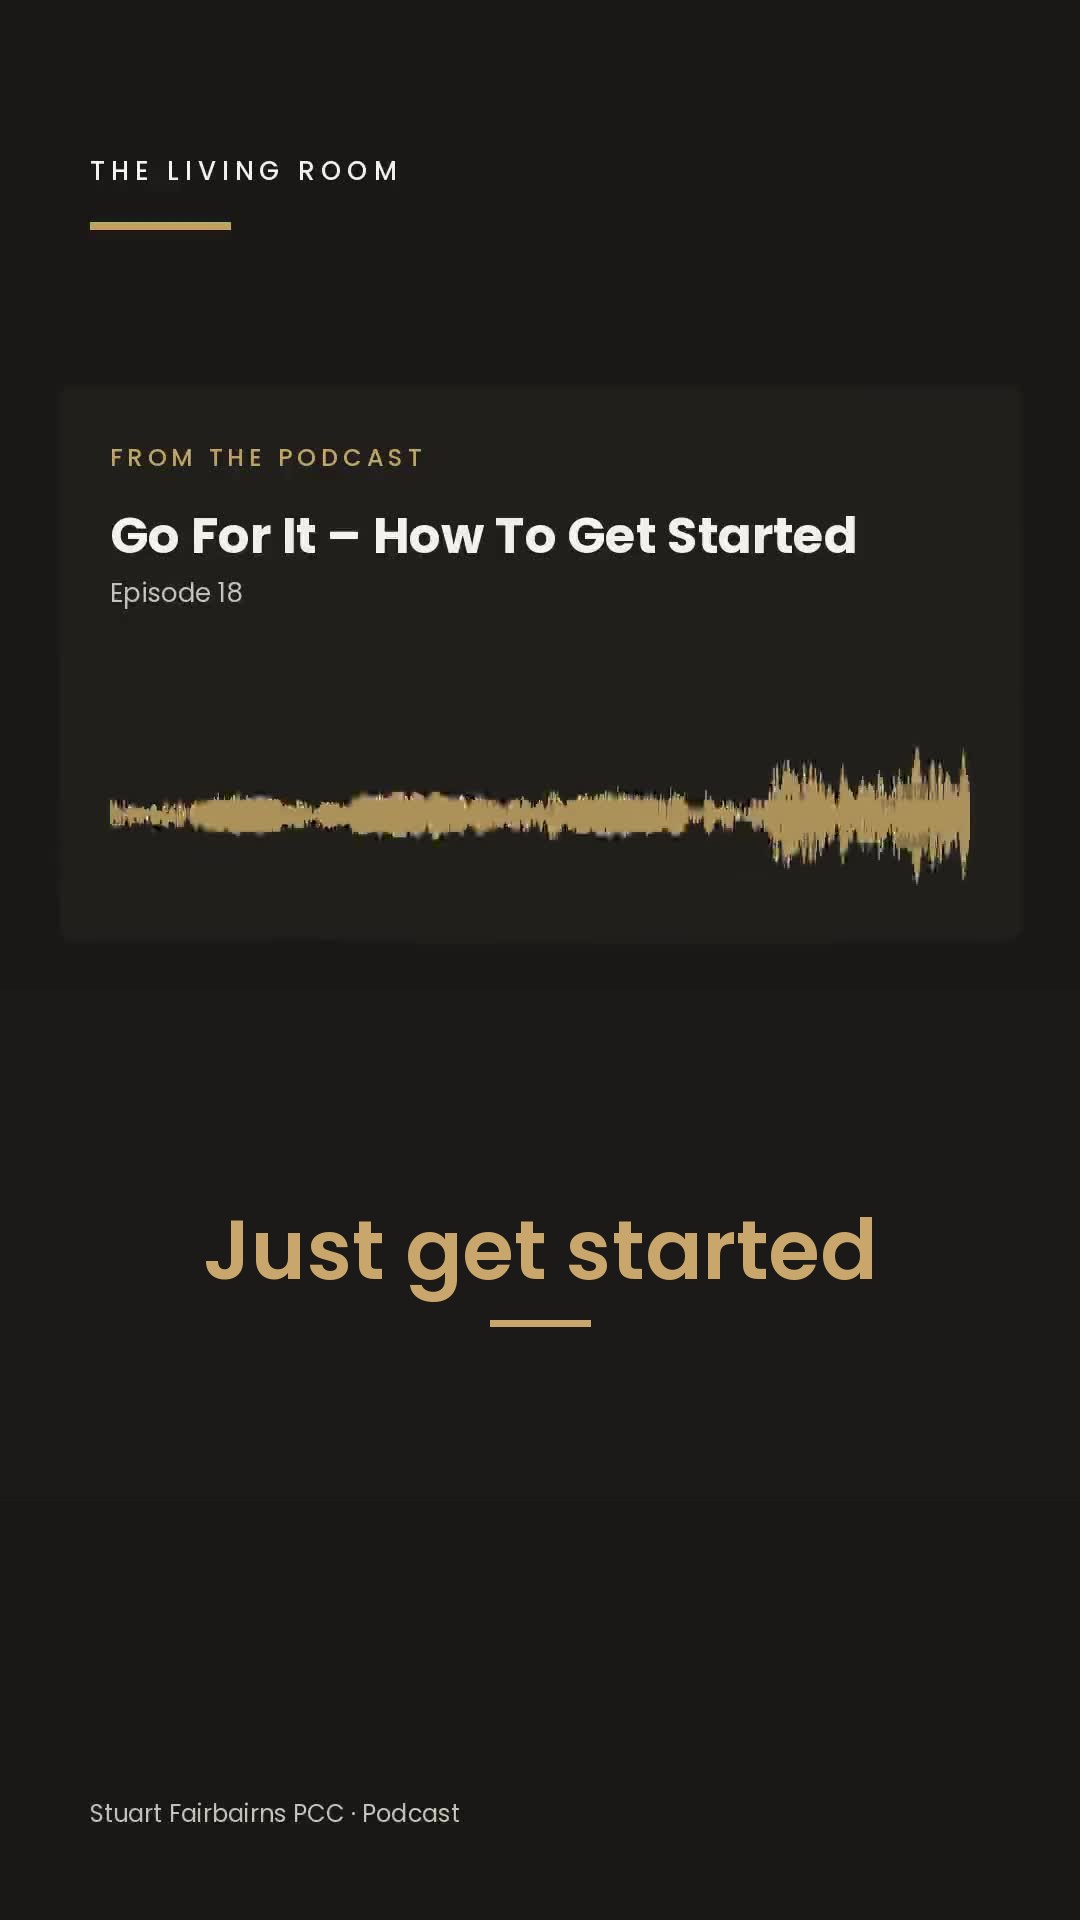 THE LIVING ROOM
FROM THE PODCAST
Go For It – How To Get Started
Episode 18
Just get started
Stuart Fairbairns PCC · Podcast